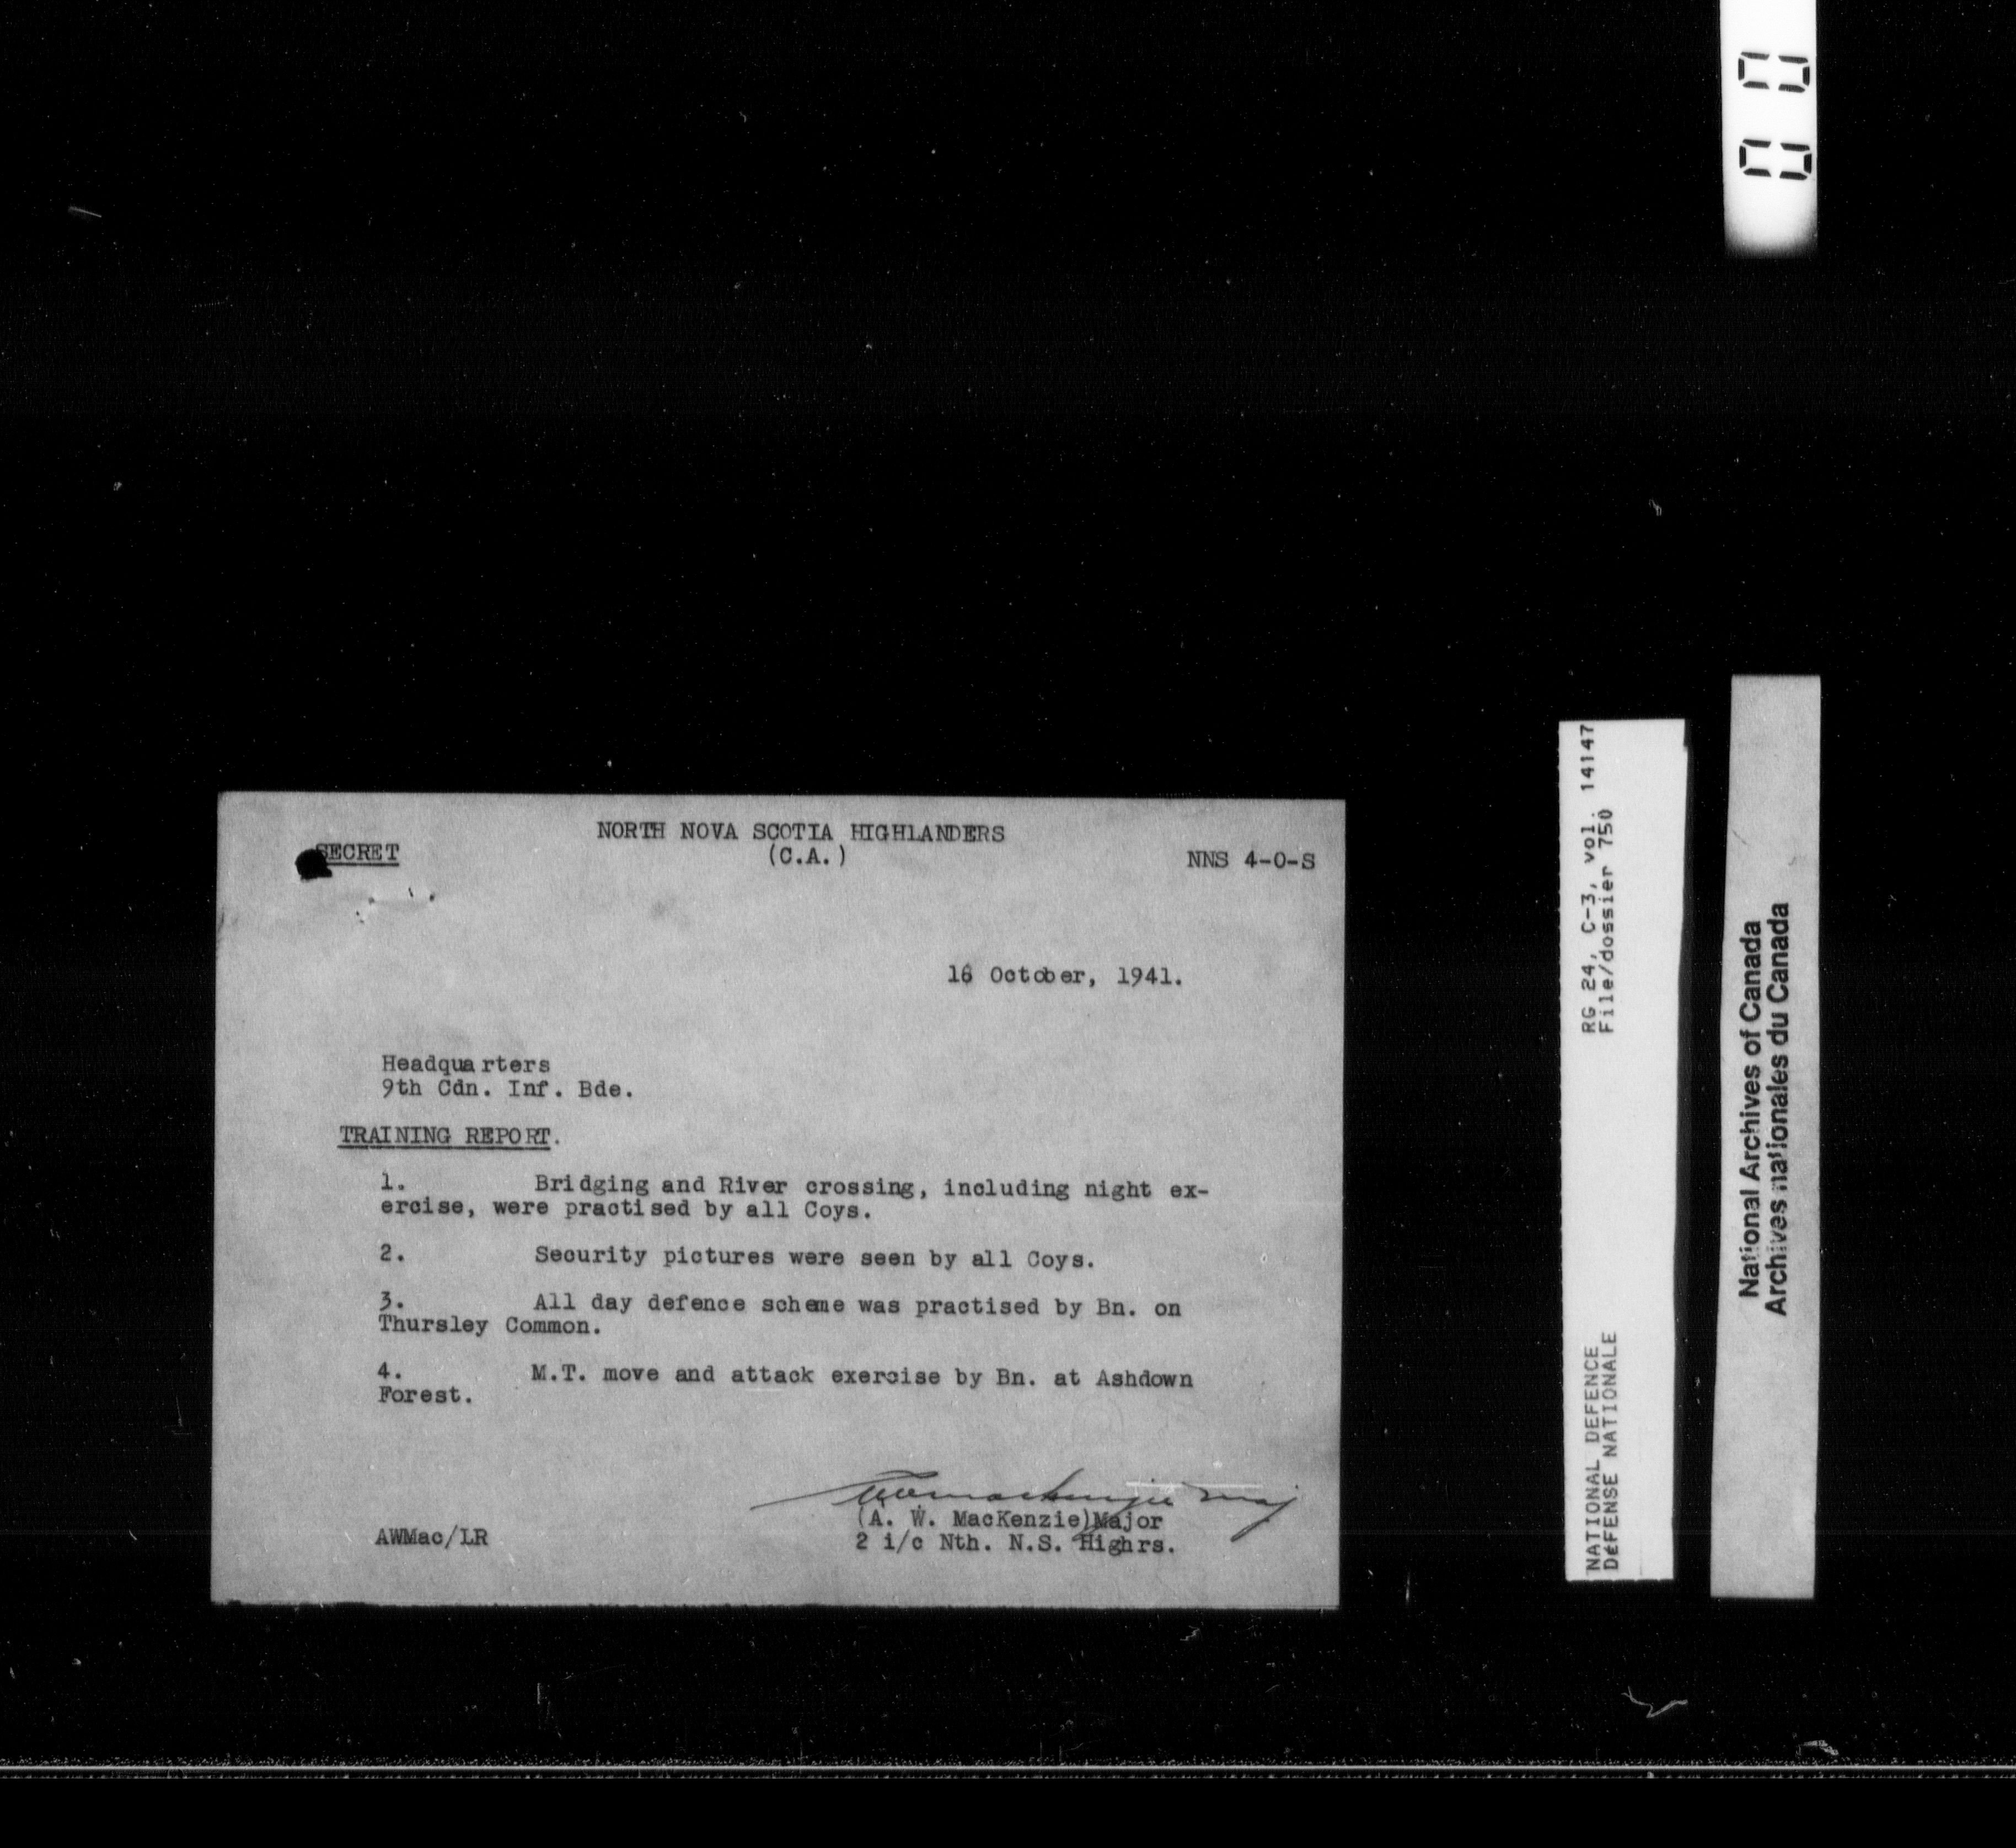 NORTH NOVA SCOTIA HIGHLANDERS
SECRET
(C.A.)
NNS 4-0-S
16 October, 1941.
Headquarters
9th Cdn. Inf. Bde.
TRAINING REPORT.
1. Bridging and River crossing, including night ex-
ercise, were practised by all Coys.
2. Security pictures were seen by all Coys.
3. All day defence scheme was practised by Bn. on
Thursley Common.
4. M.T. move and attack exercise by Bn. at Ashdown
Forest.
AWMackenzie Maj
(A. W. MacKenzie)Major
AWMac/LR
2 i/c Nth. N.S. Highrs.
RG 24, C-3, vol. 14147
File/dossier 750
NATIONAL DEFENCE
DéFENSE NATIONALE
National Archives of Canada
Archives nationales du Canada
00